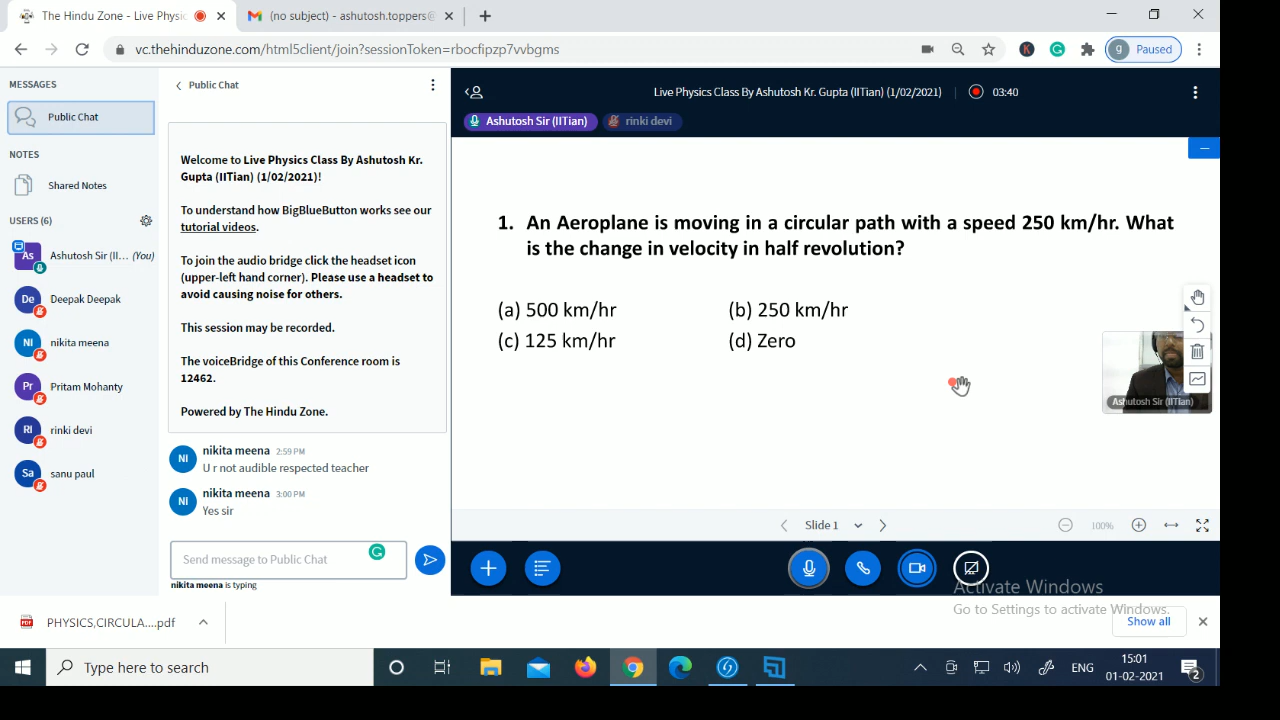 The Hindu Zone - Live Physic
(no subject) - ashutosh.toppers@
vc.thehinduzone.com/html5client/join?sessionToken=rbocfipzp7vvbgms
K
g Paused
MESSAGES
Public Chat
NOTES
Shared Notes
USERS (6)
As Ashutosh Sir (II... (You)
De Deepak Deepak
NI nikita meena
Pr Pritam Mohanty
RI rinki devi
Sa sanu paul
Public Chat
Welcome to Live Physics Class By Ashutosh Kr.
Gupta (IITian) (1/02/2021)!
To understand how BigBlueButton works see our
tutorial videos.
To join the audio bridge click the headset icon
(upper-left hand corner). Please use a headset to
avoid causing noise for others.
This session may be recorded.
The voiceBridge of this Conference room is
12462.
Powered by The Hindu Zone.
NI nikita meena 2:59 PM
U r not audible respected teacher
NI nikita meena 3:00 PM
Yes sir
Send message to Public Chat
nikita meena is typing
Live Physics Class By Ashutosh Kr. Gupta (IITian) (1/02/2021)
03:40
Ashutosh Sir (IITian)
rinki devi
1. An Aeroplane is moving in a circular path with a speed 250 km/hr. What
is the change in velocity in half revolution?
(a) 500 km/hr (b) 250 km/hr
(c) 125 km/hr (d) Zero
Ashutosh Sir (IITian)
Slide 1
100%
Activate Windows
Go to Settings to activate Windows.
PHYSICS,CIRCULA....pdf
Show all
Type here to search
ENG
15:01
01-02-2021
2